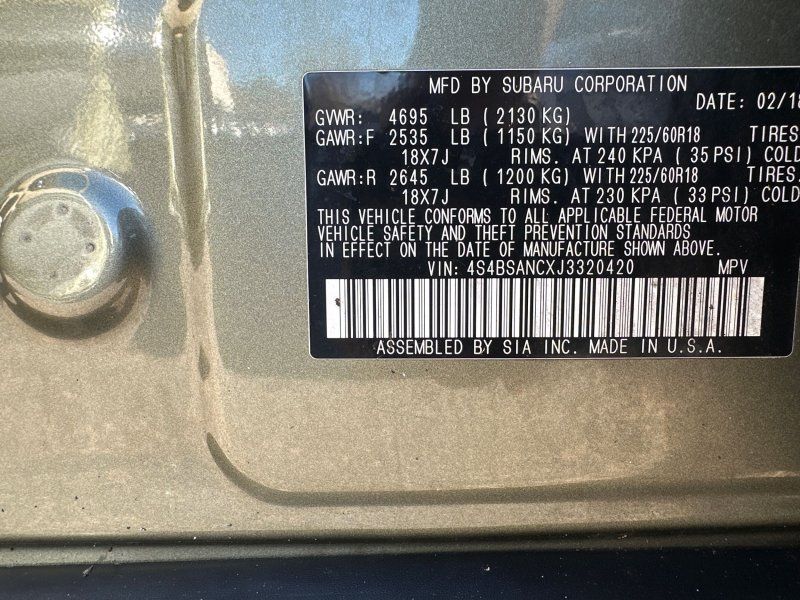 MFD BY SUBARU CORPORATION
DATE: 02/18
GVWR: 4695 LB ( 2130 KG)
GAWR:F 2535 LB ( 1150 KG) WITH 225/60R18 TIRES
18X7J RIMS. AT 240 KPA ( 35 PSI) COLD
GAWR:R 2645 LB ( 1200 KG) WITH 225/60R18 TIRES.
18X7J RIMS. AT 230 KPA ( 33 PSI) COLD
THIS VEHICLE CONFORMS TO ALL APPLICABLE FEDERAL MOTOR
VEHICLE SAFETY AND THEFT PREVENTION STANDARDS
IN EFFECT ON THE DATE OF MANUFACTURE SHOWN ABOVE.
VIN: 4S4BSANCXJ3320420 MPV
ASSEMBLED BY SIA INC. MADE IN U.S.A.